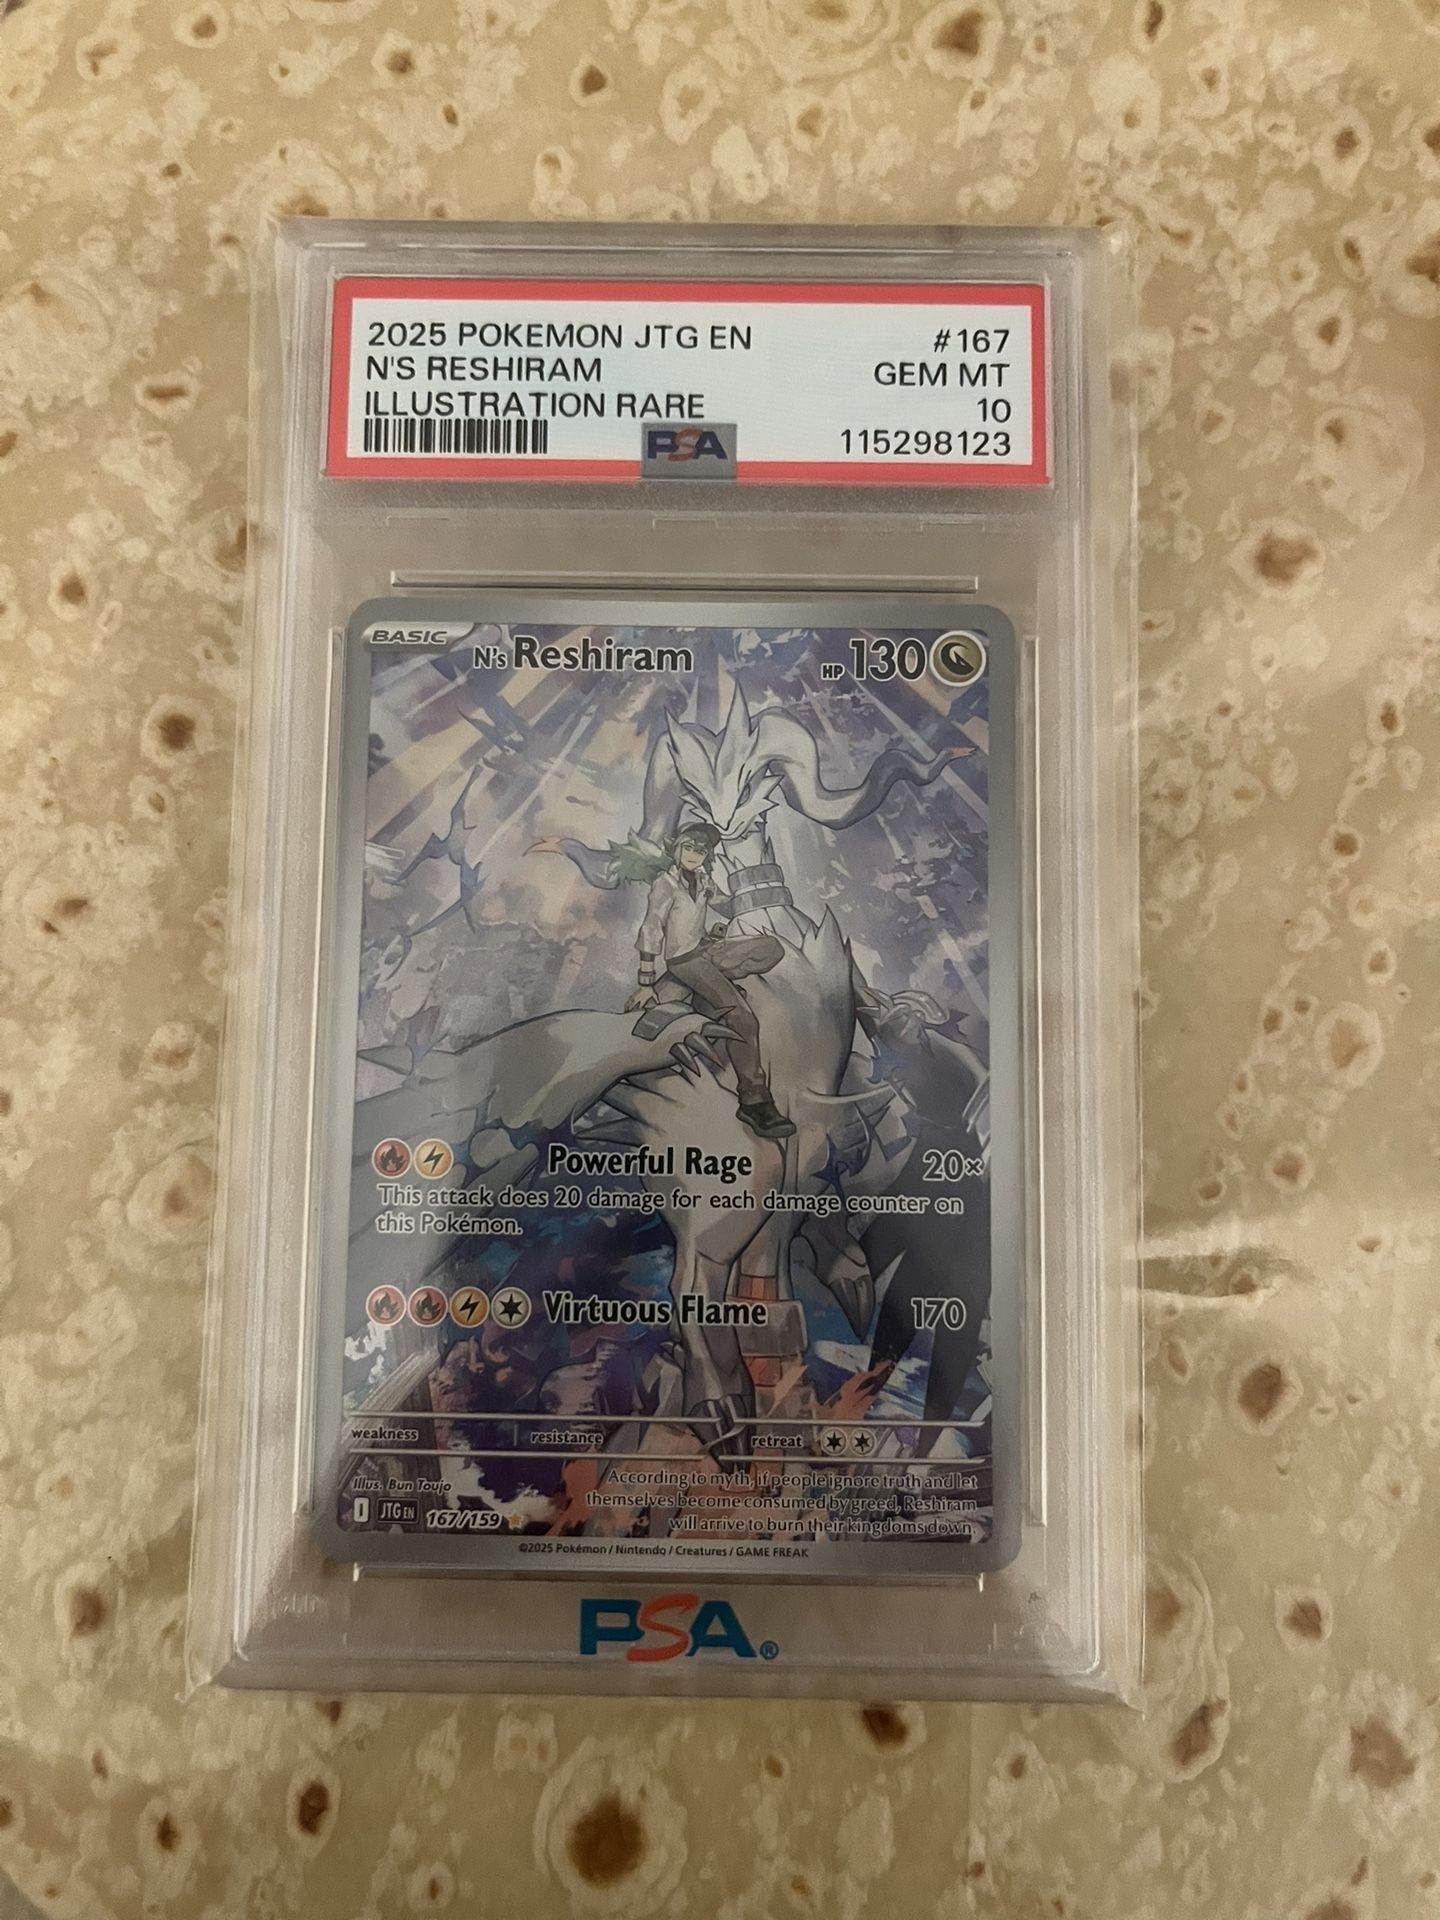 2025 POKEMON JTG EN #167
N'S RESHIRAM GEM MT
ILLUSTRATION RARE 10
PSA 115298123
BASIC N's Reshiram HP 130
Powerful Rage 20×
This attack does 20 damage for each damage counter on
this Pokémon.
Virtuous Flame 170
weakness resistance retreat
Illus. Bun Toujo
According to myth, if people ignore truth and let
themselves become consumed by greed, Reshiram
will arrive to burn their kingdoms down.
I JTG EN 167/159
©2025 Pokémon / Nintendo / Creatures / GAME FREAK
PSA®